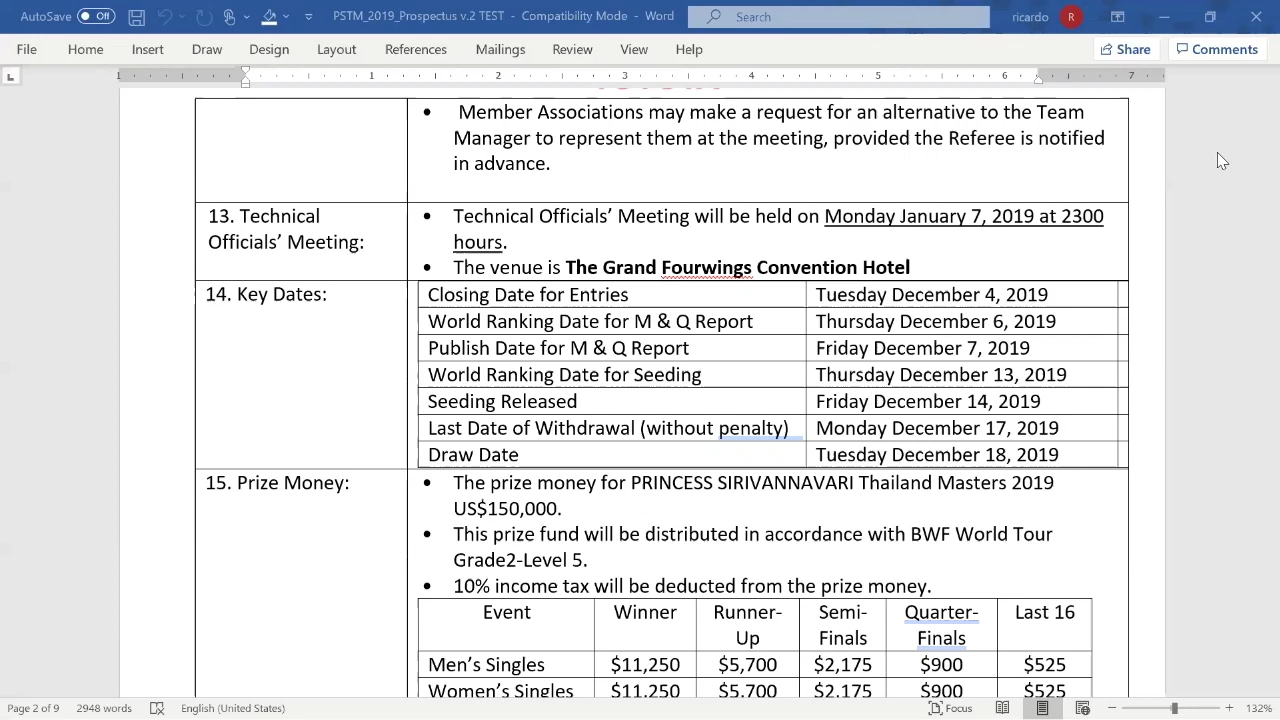 AutoSave Off PSTM_2019_Prospectus v.2 TEST - Compatibility Mode - Word Search ricardo R
File Home Insert Draw Design Layout References Mailings Review View Help Share Comments
1 1 2 3 4 5 6 7
Member Associations may make a request for an alternative to the Team
Manager to represent them at the meeting, provided the Referee is notified
in advance.
13. Technical
Officials’ Meeting:
Technical Officials’ Meeting will be held on Monday January 7, 2019 at 2300
hours.
The venue is The Grand Fourwings Convention Hotel
14. Key Dates:
Closing Date for Entries Tuesday December 4, 2019
World Ranking Date for M & Q Report Thursday December 6, 2019
Publish Date for M & Q Report Friday December 7, 2019
World Ranking Date for Seeding Thursday December 13, 2019
Seeding Released Friday December 14, 2019
Last Date of Withdrawal (without penalty) Monday December 17, 2019
Draw Date Tuesday December 18, 2019
15. Prize Money:
The prize money for PRINCESS SIRIVANNAVARI Thailand Masters 2019
US$150,000.
This prize fund will be distributed in accordance with BWF World Tour
Grade2-Level 5.
10% income tax will be deducted from the prize money.
Event Winner Runner-Up Semi-Finals Quarter-Finals Last 16
Men’s Singles $11,250 $5,700 $2,175 $900 $525
Women’s Singles $11,250 $5,700 $2,175 $900 $525
Page 2 of 9 2948 words English (United States) Focus 132%